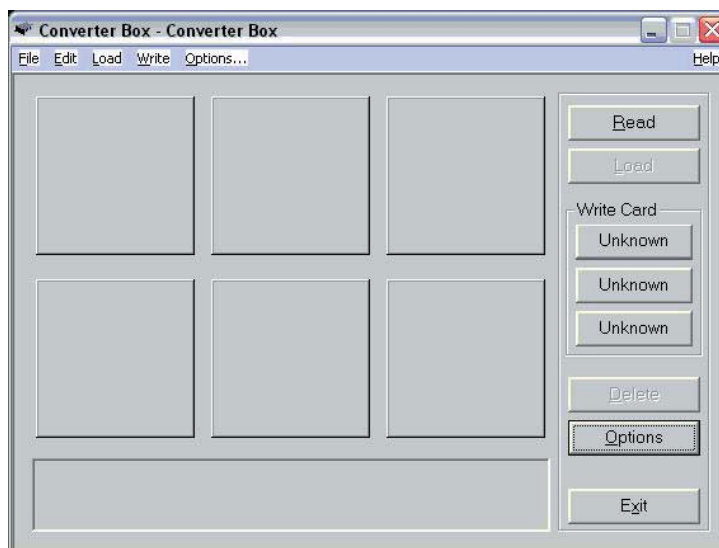 Converter Box - Converter Box
File Edit Load Write Options... Help
Read
Load
Write Card
Unknown
Unknown
Unknown
Delete
Options
Exit